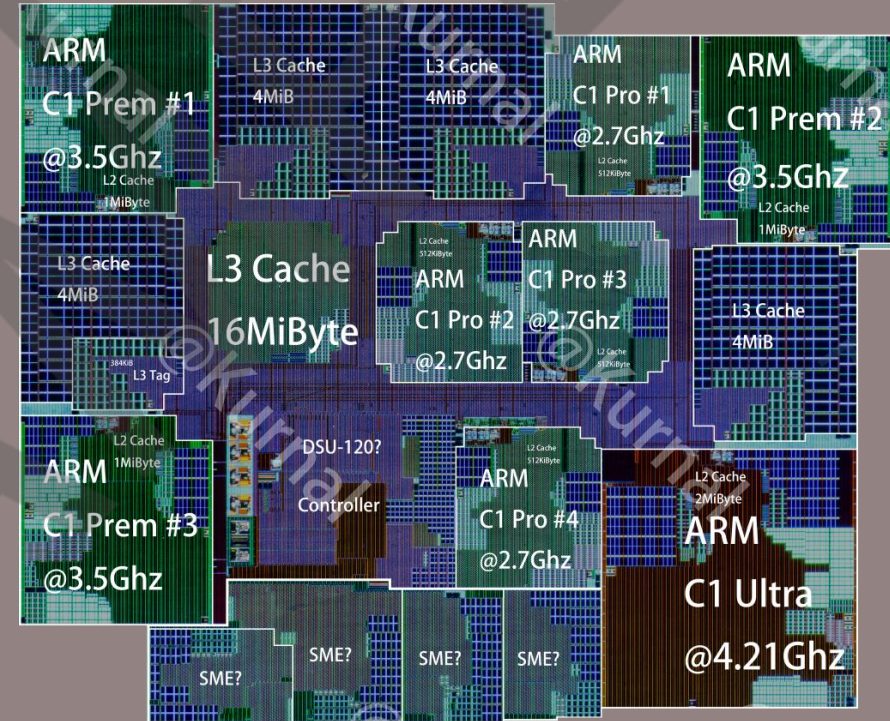 ARM
C1 Prem #1
@3.5Ghz
L2 Cache
1MiByte
L3 Cache
4MiB
L3 Cache
4MiB
ARM
C1 Pro #1
@2.7Ghz
L2 Cache
512KiByte
ARM
C1 Prem #2
@3.5Ghz
L2 Cache
1MiByte
L3 Cache
4MiB
384KiB
L3 Tag
L3 Cache
16MiByte
L2 Cache
512KiByte
ARM
C1 Pro #2
@2.7Ghz
ARM
C1 Pro #3
@2.7Ghz
L2 Cache
512KiByte
L3 Cache
4MiB
L2 Cache
1MiByte
ARM
C1 Prem #3
@3.5Ghz
DSU-120?
Controller
L2 Cache
512KiByte
ARM
C1 Pro #4
@2.7Ghz
L2 Cache
2MiByte
ARM
C1 Ultra
@4.21Ghz
SME?
SME?
SME?
SME?
@Kurnal
@Kurnal